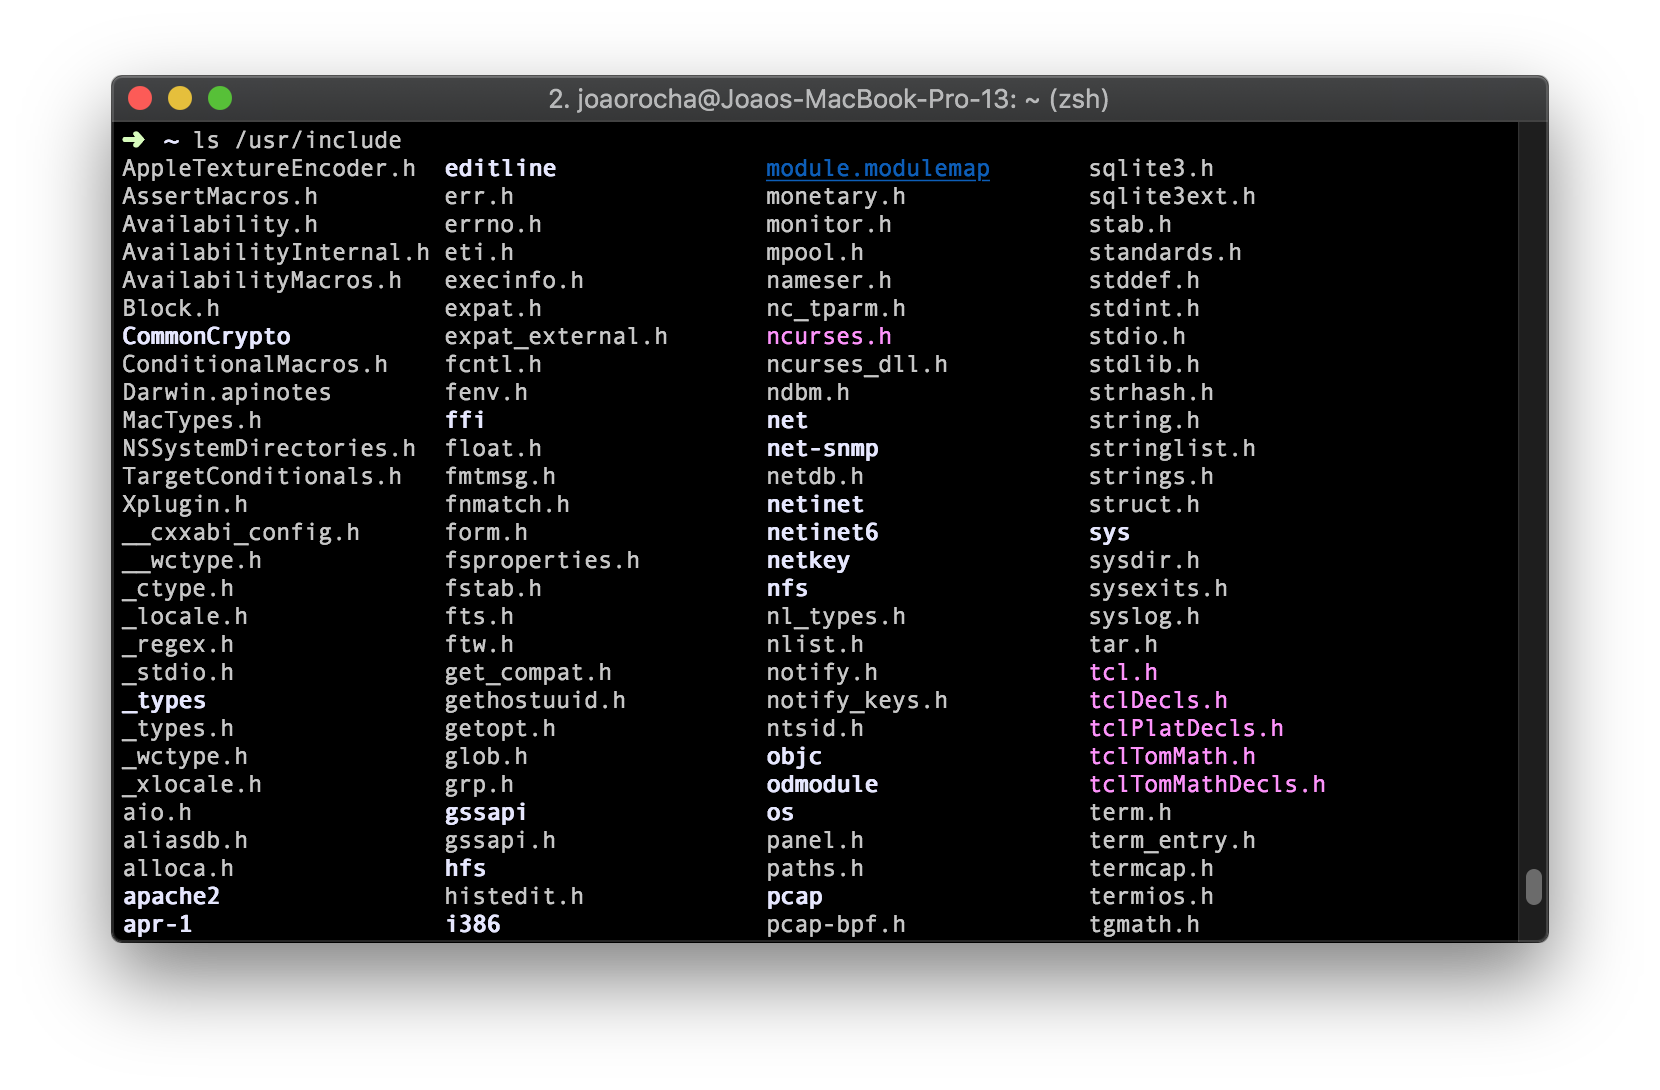 2. joaorocha@Joaos-MacBook-Pro-13: ~ (zsh)
➜ ~ ls /usr/include
AppleTextureEncoder.h editline module.modulemap sqlite3.h
AssertMacros.h err.h monetary.h sqlite3ext.h
Availability.h errno.h monitor.h stab.h
AvailabilityInternal.h eti.h mpool.h standards.h
AvailabilityMacros.h execinfo.h nameser.h stddef.h
Block.h expat.h nc_tparm.h stdint.h
CommonCrypto expat_external.h ncurses.h stdio.h
ConditionalMacros.h fcntl.h ncurses_dll.h stdlib.h
Darwin.apinotes fenv.h ndbm.h strhash.h
MacTypes.h ffi net string.h
NSSystemDirectories.h float.h net-snmp stringlist.h
TargetConditionals.h fmtmsg.h netdb.h strings.h
Xplugin.h fnmatch.h netinet struct.h
__cxxabi_config.h form.h netinet6 sys
__wctype.h fsproperties.h netkey sysdir.h
_ctype.h fstab.h nfs sysexits.h
_locale.h fts.h nl_types.h syslog.h
_regex.h ftw.h nlist.h tar.h
_stdio.h get_compat.h notify.h tcl.h
_types gethostuuid.h notify_keys.h tclDecls.h
_types.h getopt.h ntsid.h tclPlatDecls.h
_wctype.h glob.h objc tclTomMath.h
_xlocale.h grp.h odmodule tclTomMathDecls.h
aio.h gssapi os term.h
aliasdb.h gssapi.h panel.h term_entry.h
alloca.h hfs paths.h termcap.h
apache2 histedit.h pcap termios.h
apr-1 i386 pcap-bpf.h tgmath.h